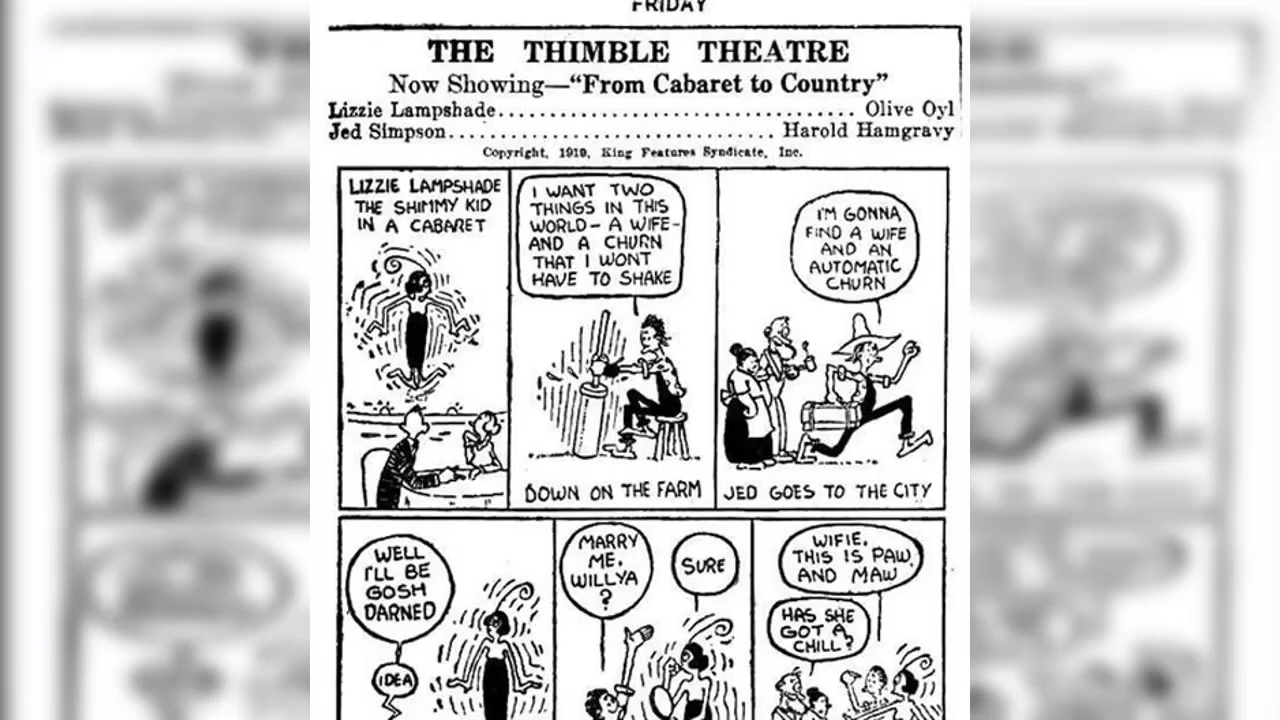 FRIDAY
THE THIMBLE THEATRE
Now Showing—"From Cabaret to Country"
Lizzie Lampshade.................................. Olive Oyl
Jed Simpson............................... Harold Hamgravy
Copyright, 1919, King Features Syndicate, Inc.
LIZZIE LAMPSHADE
THE SHIMMY KID
IN A CABARET
I WANT TWO
THINGS IN THIS
WORLD – A WIFE –
AND A CHURN
THAT I WONT
HAVE TO SHAKE
DOWN ON THE FARM
I'M GONNA
FIND A WIFE
AND AN
AUTOMATIC
CHURN
JED GOES TO THE CITY
WELL
I'LL BE
GOSH
DARNED
IDEA
MARRY
ME,
WILLYA
?
SURE
WIFIE,
THIS IS PAW
AND MAW
HAS SHE
GOT A
CHILL?